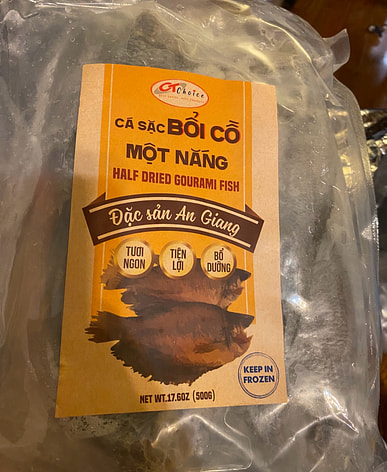 CT Choice
CÁ SẶC BỔI CỒ
MỘT NẮNG
HALF DRIED GOURAMI FISH
Đặc sản An Giang
TƯƠI
NGON
TIỆN
LỢI
BỔ
DƯỠNG
KEEP IN
FROZEN
NET WT.17.6OZ (500G)